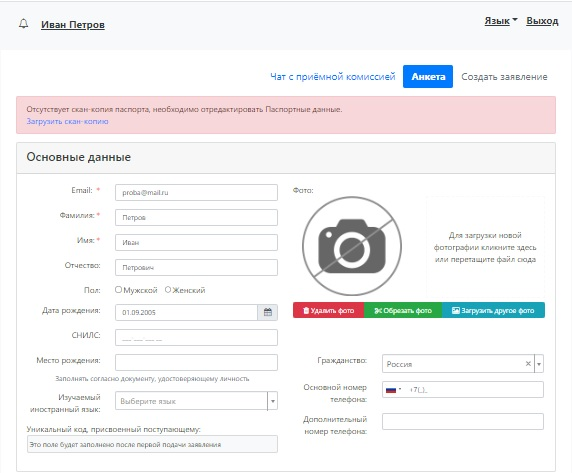 Иван Петров
Язык
Выход
Чат с приёмной комиссией
Анкета
Создать заявление
Отсутствует скан-копия паспорта, необходимо отредактировать Паспортные данные.
Загрузить скан-копию
Основные данные
Email: * proba@mail.ru
Фамилия: * Петров
Имя: * Иван
Отчество: Петрович
Пол: Мужской Женский
Дата рождения: 01.09.2005
СНИЛС: ___-___-___ __
Место рождения:
Заполнять согласно документу, удостоверяющему личность
Изучаемый
иностранный язык: Выберите язык
Уникальный код, присвоенный поступающему:
Это поле будет заполнено после первой подачи заявления
Фото:
Для загрузки новой
фотографии кликните здесь
или перетащите файл сюда
Удалить фото
Обрезать фото
Загрузить другое фото
Гражданство: Россия
Основной номер
телефона: +7(_)_
Дополнительный
номер телефона: